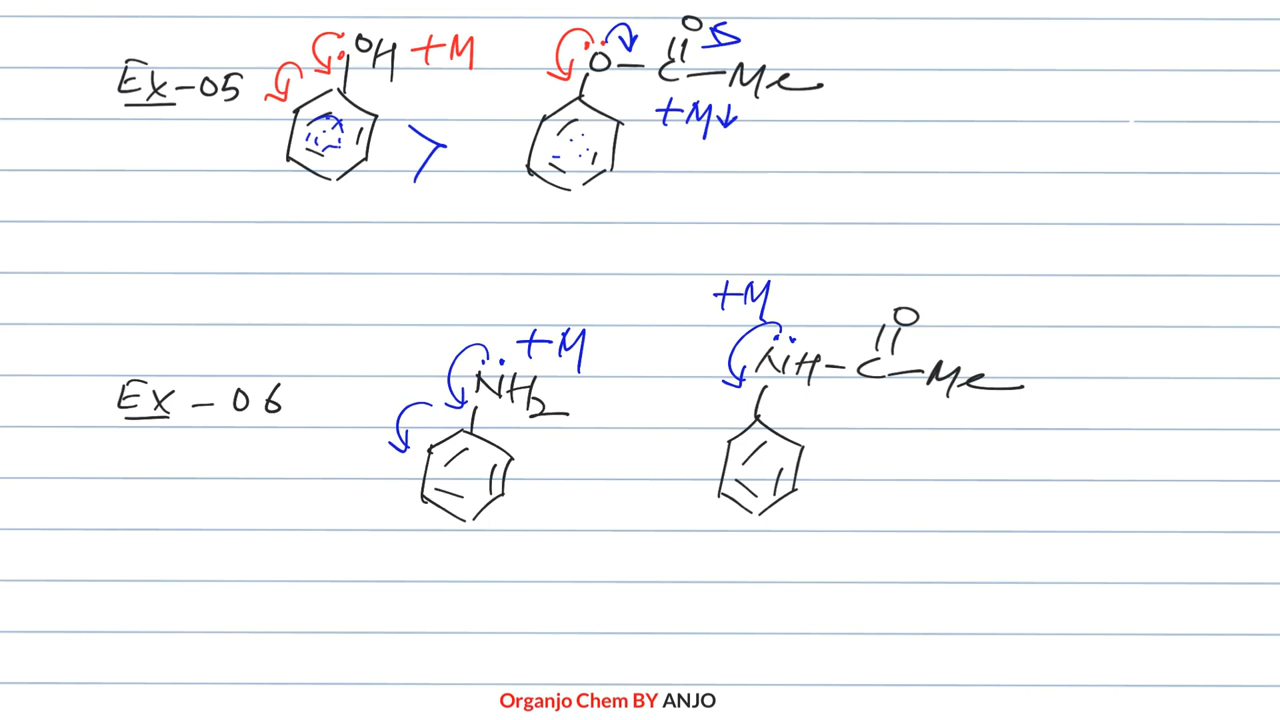 Ex-05 OH +M > O-C-Me O
+M↓
+M
Ex-06 NH2 +M NH-C-Me O
Organjo Chem BY ANJO